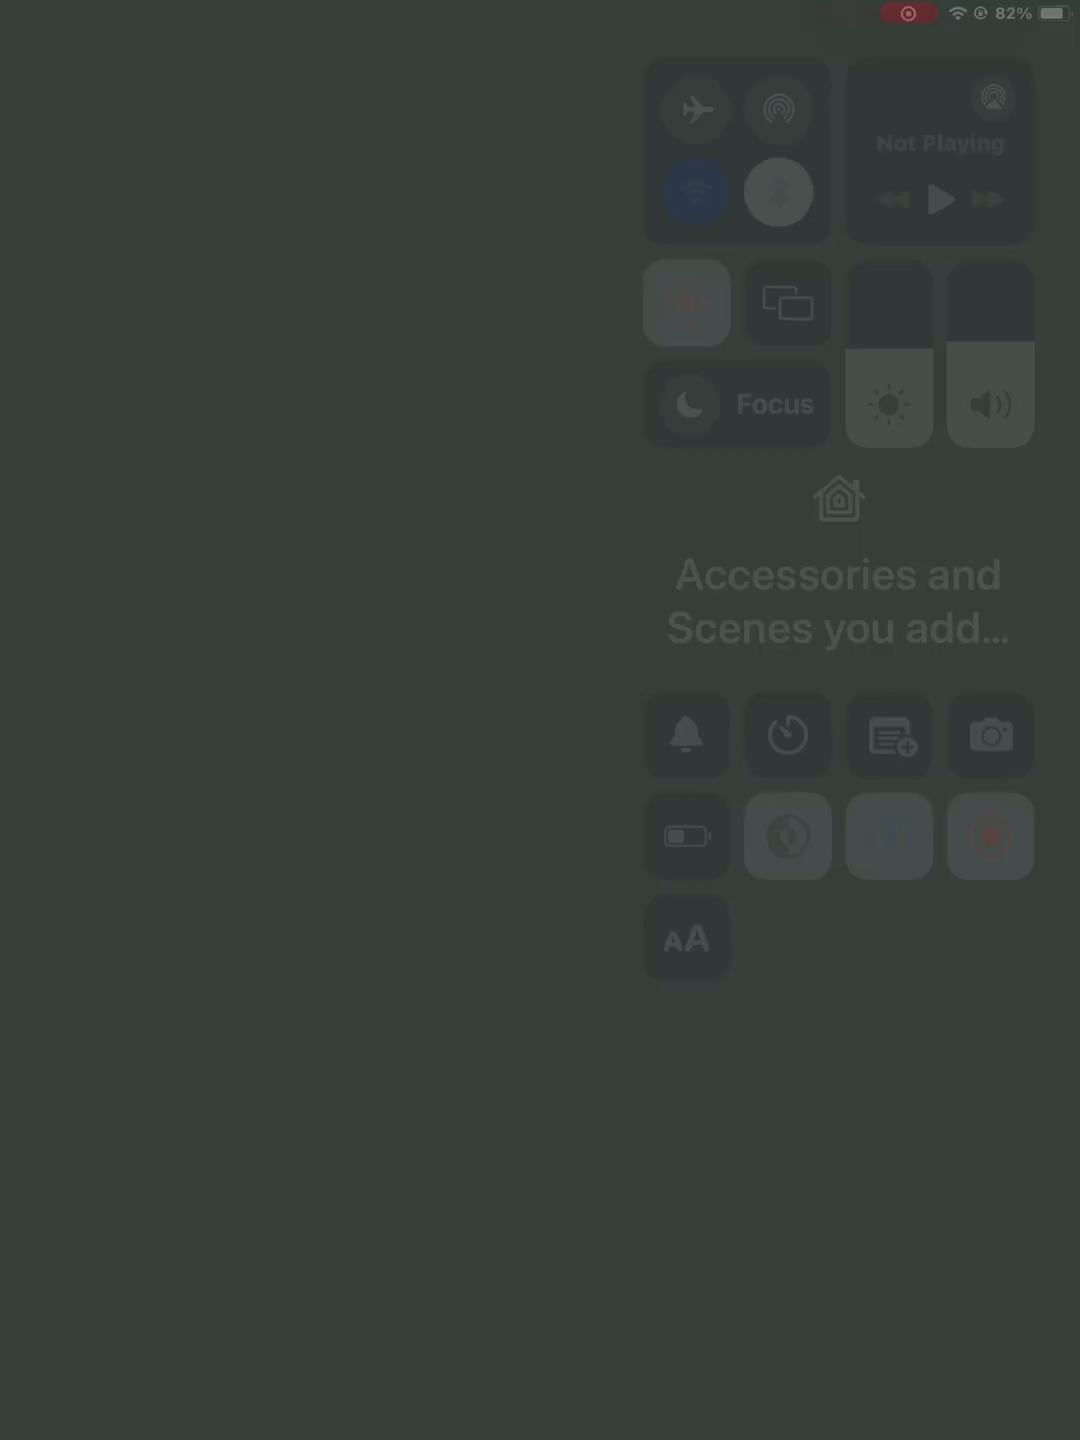 82%
Not Playing
Focus
Accessories and
Scenes you add...
AA